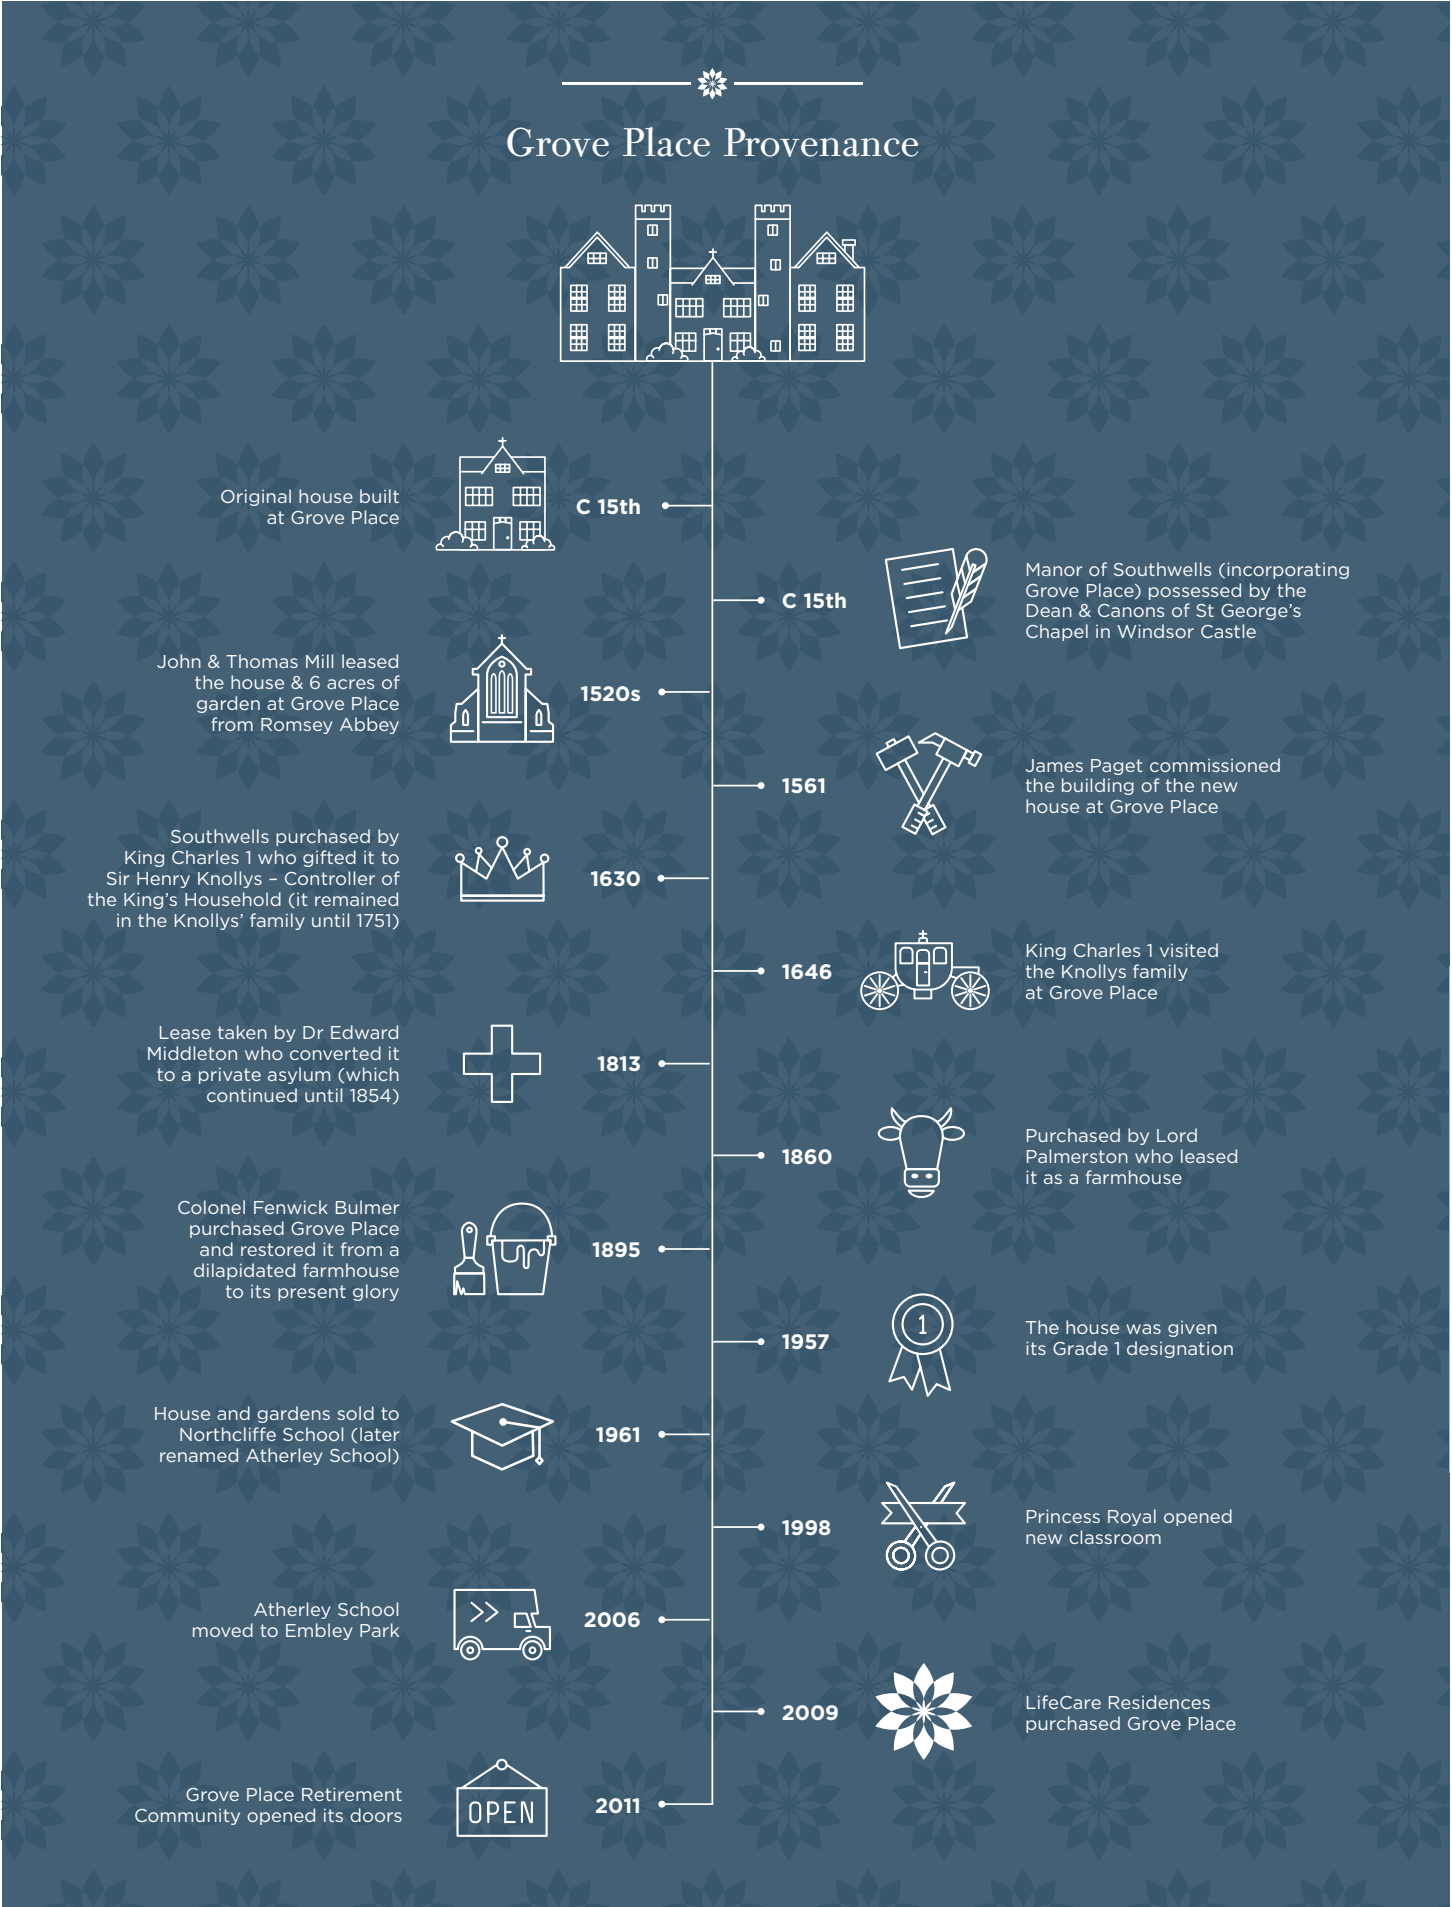 Grove Place Provenance
Original house built
at Grove Place
C 15th
C 15th
Manor of Southwells (incorporating
Grove Place) possessed by the
Dean & Canons of St George's
Chapel in Windsor Castle
John & Thomas Mill leased
the house & 6 acres of
garden at Grove Place
from Romsey Abbey
1520s
1561
James Paget commissioned
the building of the new
house at Grove Place
Southwells purchased by
King Charles 1 who gifted it to
Sir Henry Knollys – Controller of
the King's Household (it remained
in the Knollys' family until 1751)
1630
1646
King Charles 1 visited
the Knollys family
at Grove Place
Lease taken by Dr Edward
Middleton who converted it
to a private asylum (which
continued until 1854)
1813
1860
Purchased by Lord
Palmerston who leased
it as a farmhouse
Colonel Fenwick Bulmer
purchased Grove Place
and restored it from a
dilapidated farmhouse
to its present glory
1895
1957
1
The house was given
its Grade 1 designation
House and gardens sold to
Northcliffe School (later
renamed Atherley School)
1961
1998
Princess Royal opened
new classroom
Atherley School
moved to Embley Park
2006
2009
LifeCare Residences
purchased Grove Place
Grove Place Retirement
Community opened its doors
OPEN
2011